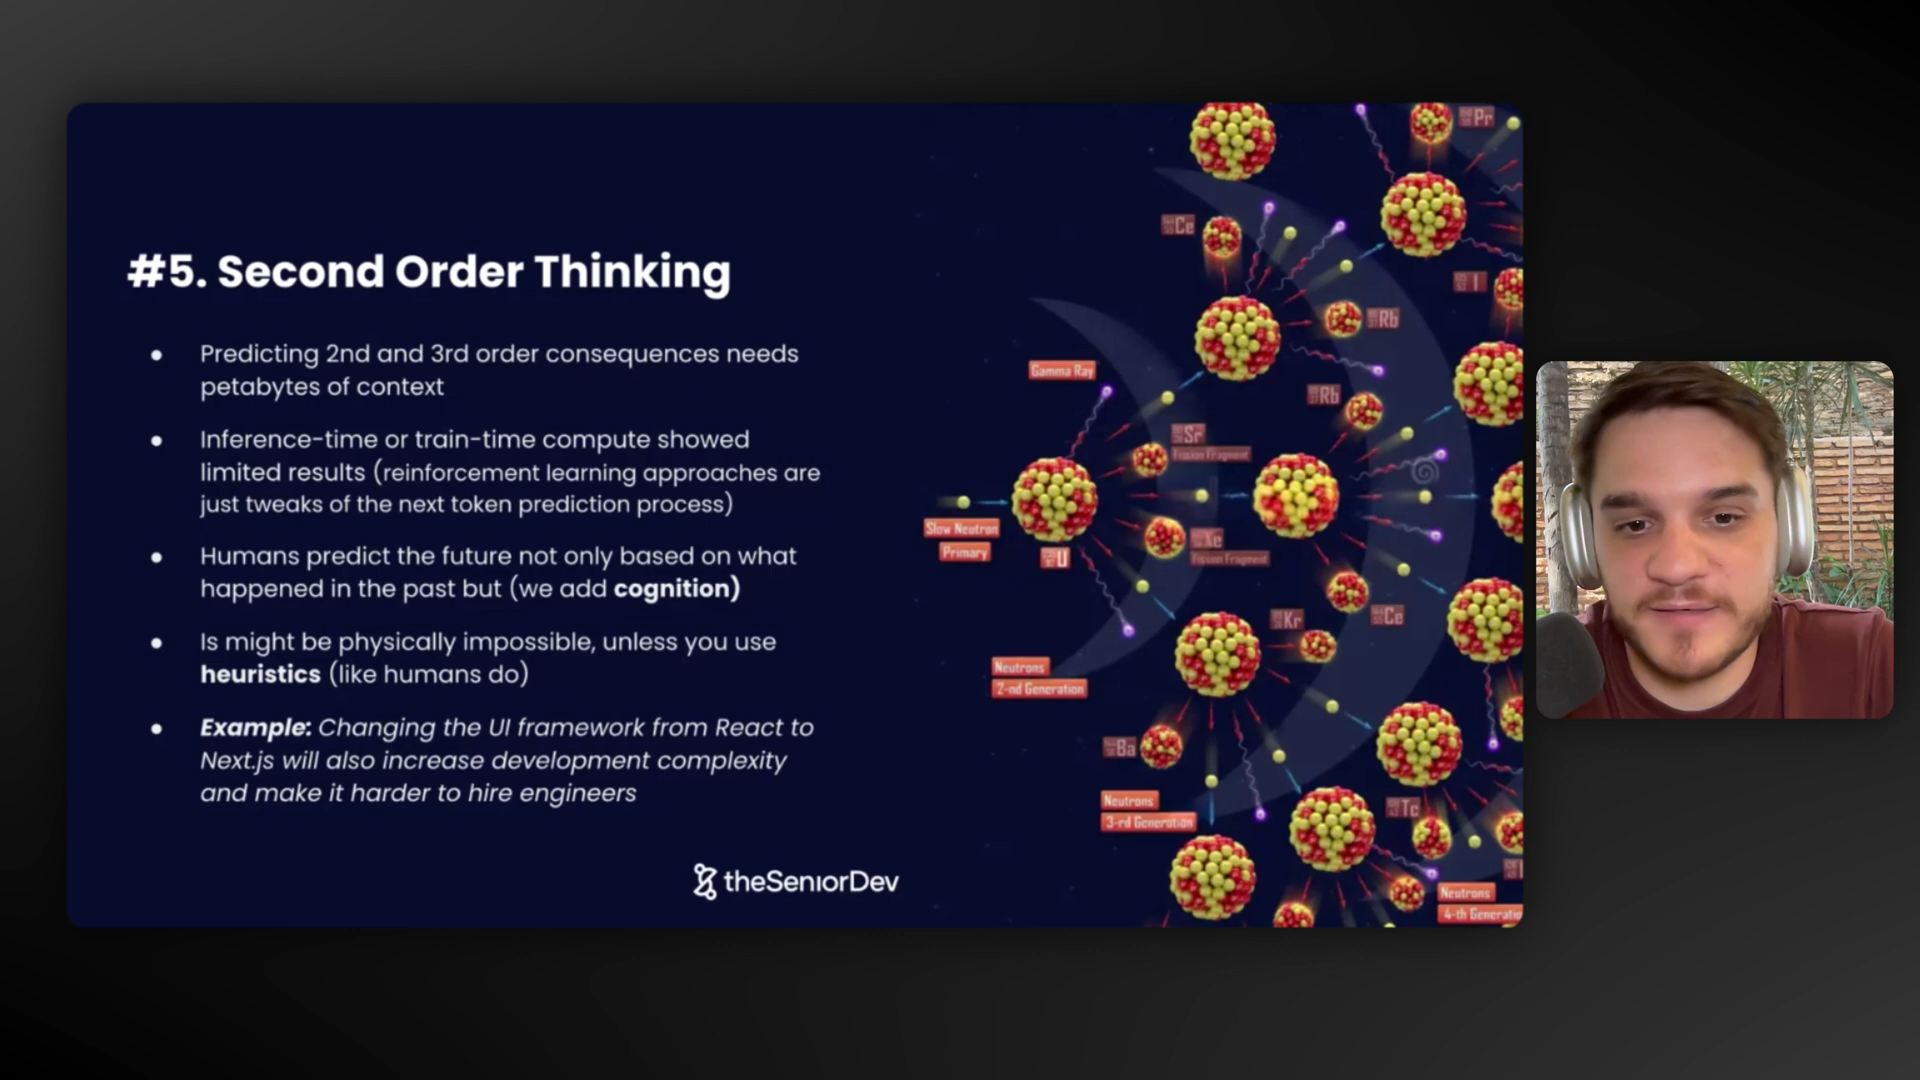 #5. Second Order Thinking
Predicting 2nd and 3rd order consequences needs
petabytes of context
Inference-time or train-time compute showed
limited results (reinforcement learning approaches are
just tweaks of the next token prediction process)
Humans predict the future not only based on what
happened in the past but (we add cognition)
Is might be physically impossible, unless you use
heuristics (like humans do)
Example: Changing the UI framework from React to
Next.js will also increase development complexity
and make it harder to hire engineers
theSeniorDev
Pr
Ce
I
Rb
Gamma Ray
Rb
Sr
Fission Fragment
Slow Neutron
Primary
U
Xe
Fission Fragment
Kr
Ce
Neutrons
2-nd Generation
Ba
Neutrons
3-rd Generation
Tc
Neutrons
4-th Generatio